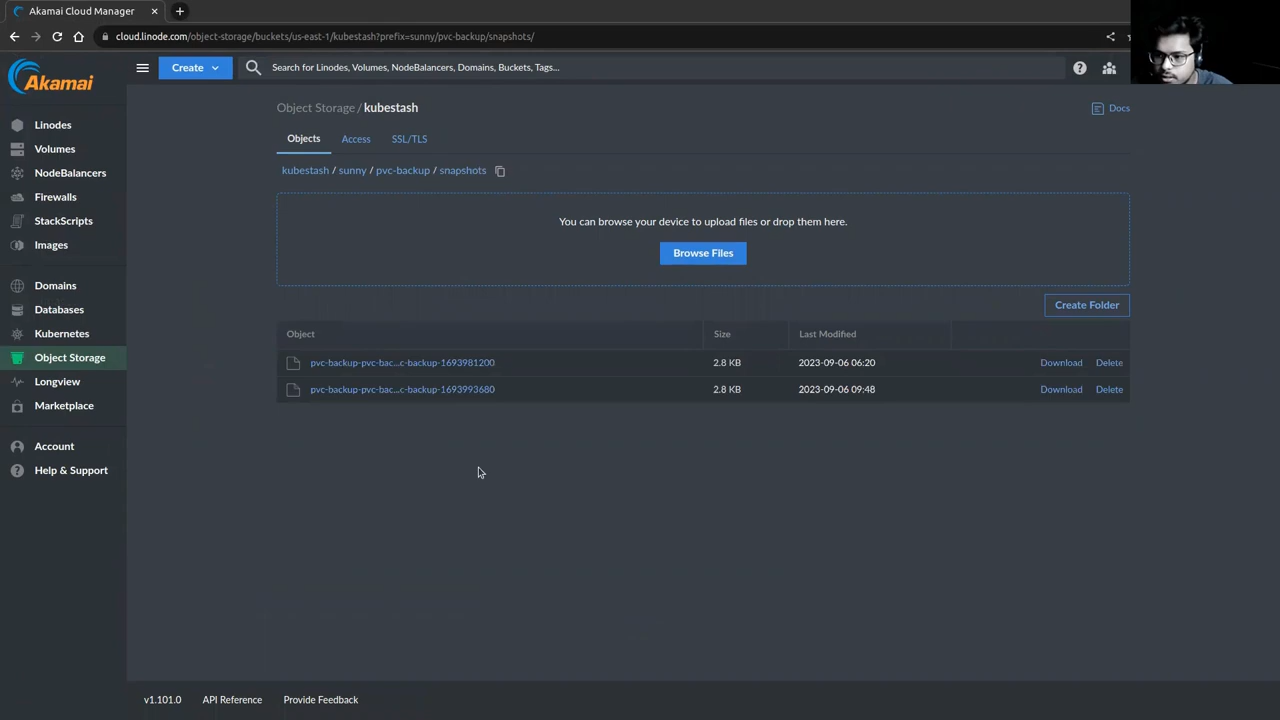 Akamai Cloud Manager
cloud.linode.com/object-storage/buckets/us-east-1/kubestash?prefix=sunny/pvc-backup/snapshots/
Akamai
Create
Search for Linodes, Volumes, NodeBalancers, Domains, Buckets, Tags...
Linodes
Volumes
NodeBalancers
Firewalls
StackScripts
Images
Domains
Databases
Kubernetes
Object Storage
Longview
Marketplace
Account
Help & Support
Object Storage / kubestash
Docs
Objects Access SSL/TLS
kubestash / sunny / pvc-backup / snapshots
You can browse your device to upload files or drop them here.
Browse Files
Create Folder
Object Size Last Modified
pvc-backup-pvc-bac...c-backup-1693981200 2.8 KB 2023-09-06 06:20 Download Delete
pvc-backup-pvc-bac...c-backup-1693993680 2.8 KB 2023-09-06 09:48 Download Delete
v1.101.0 API Reference Provide Feedback